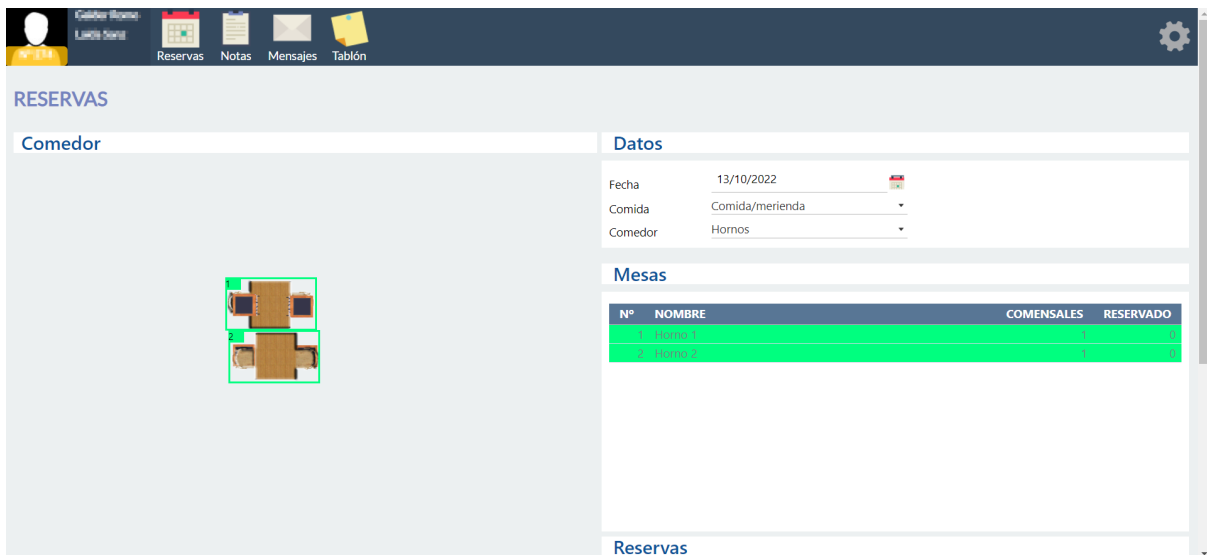 Reservas Notas Mensajes Tablón
RESERVAS
Comedor
1
2
Datos
Fecha 13/10/2022
Comida Comida/merienda
Comedor Hornos
Mesas
Nº NOMBRE COMENSALES RESERVADO
1 Horno 1 1 0
2 Horno 2 1 0
Reservas